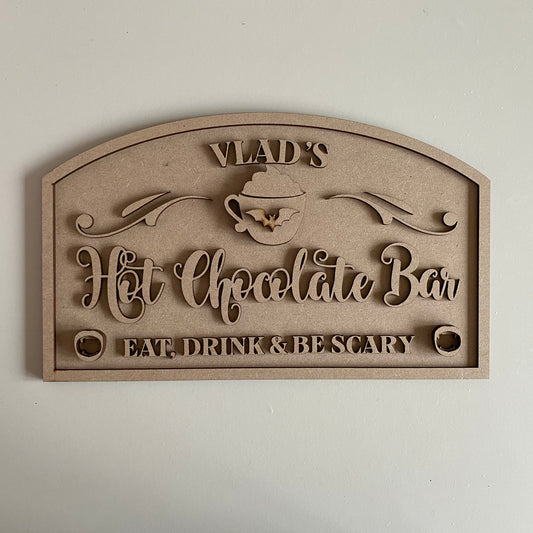 VLAD'S
Hot Chocolate Bar
EAT, DRINK & BE SCARY